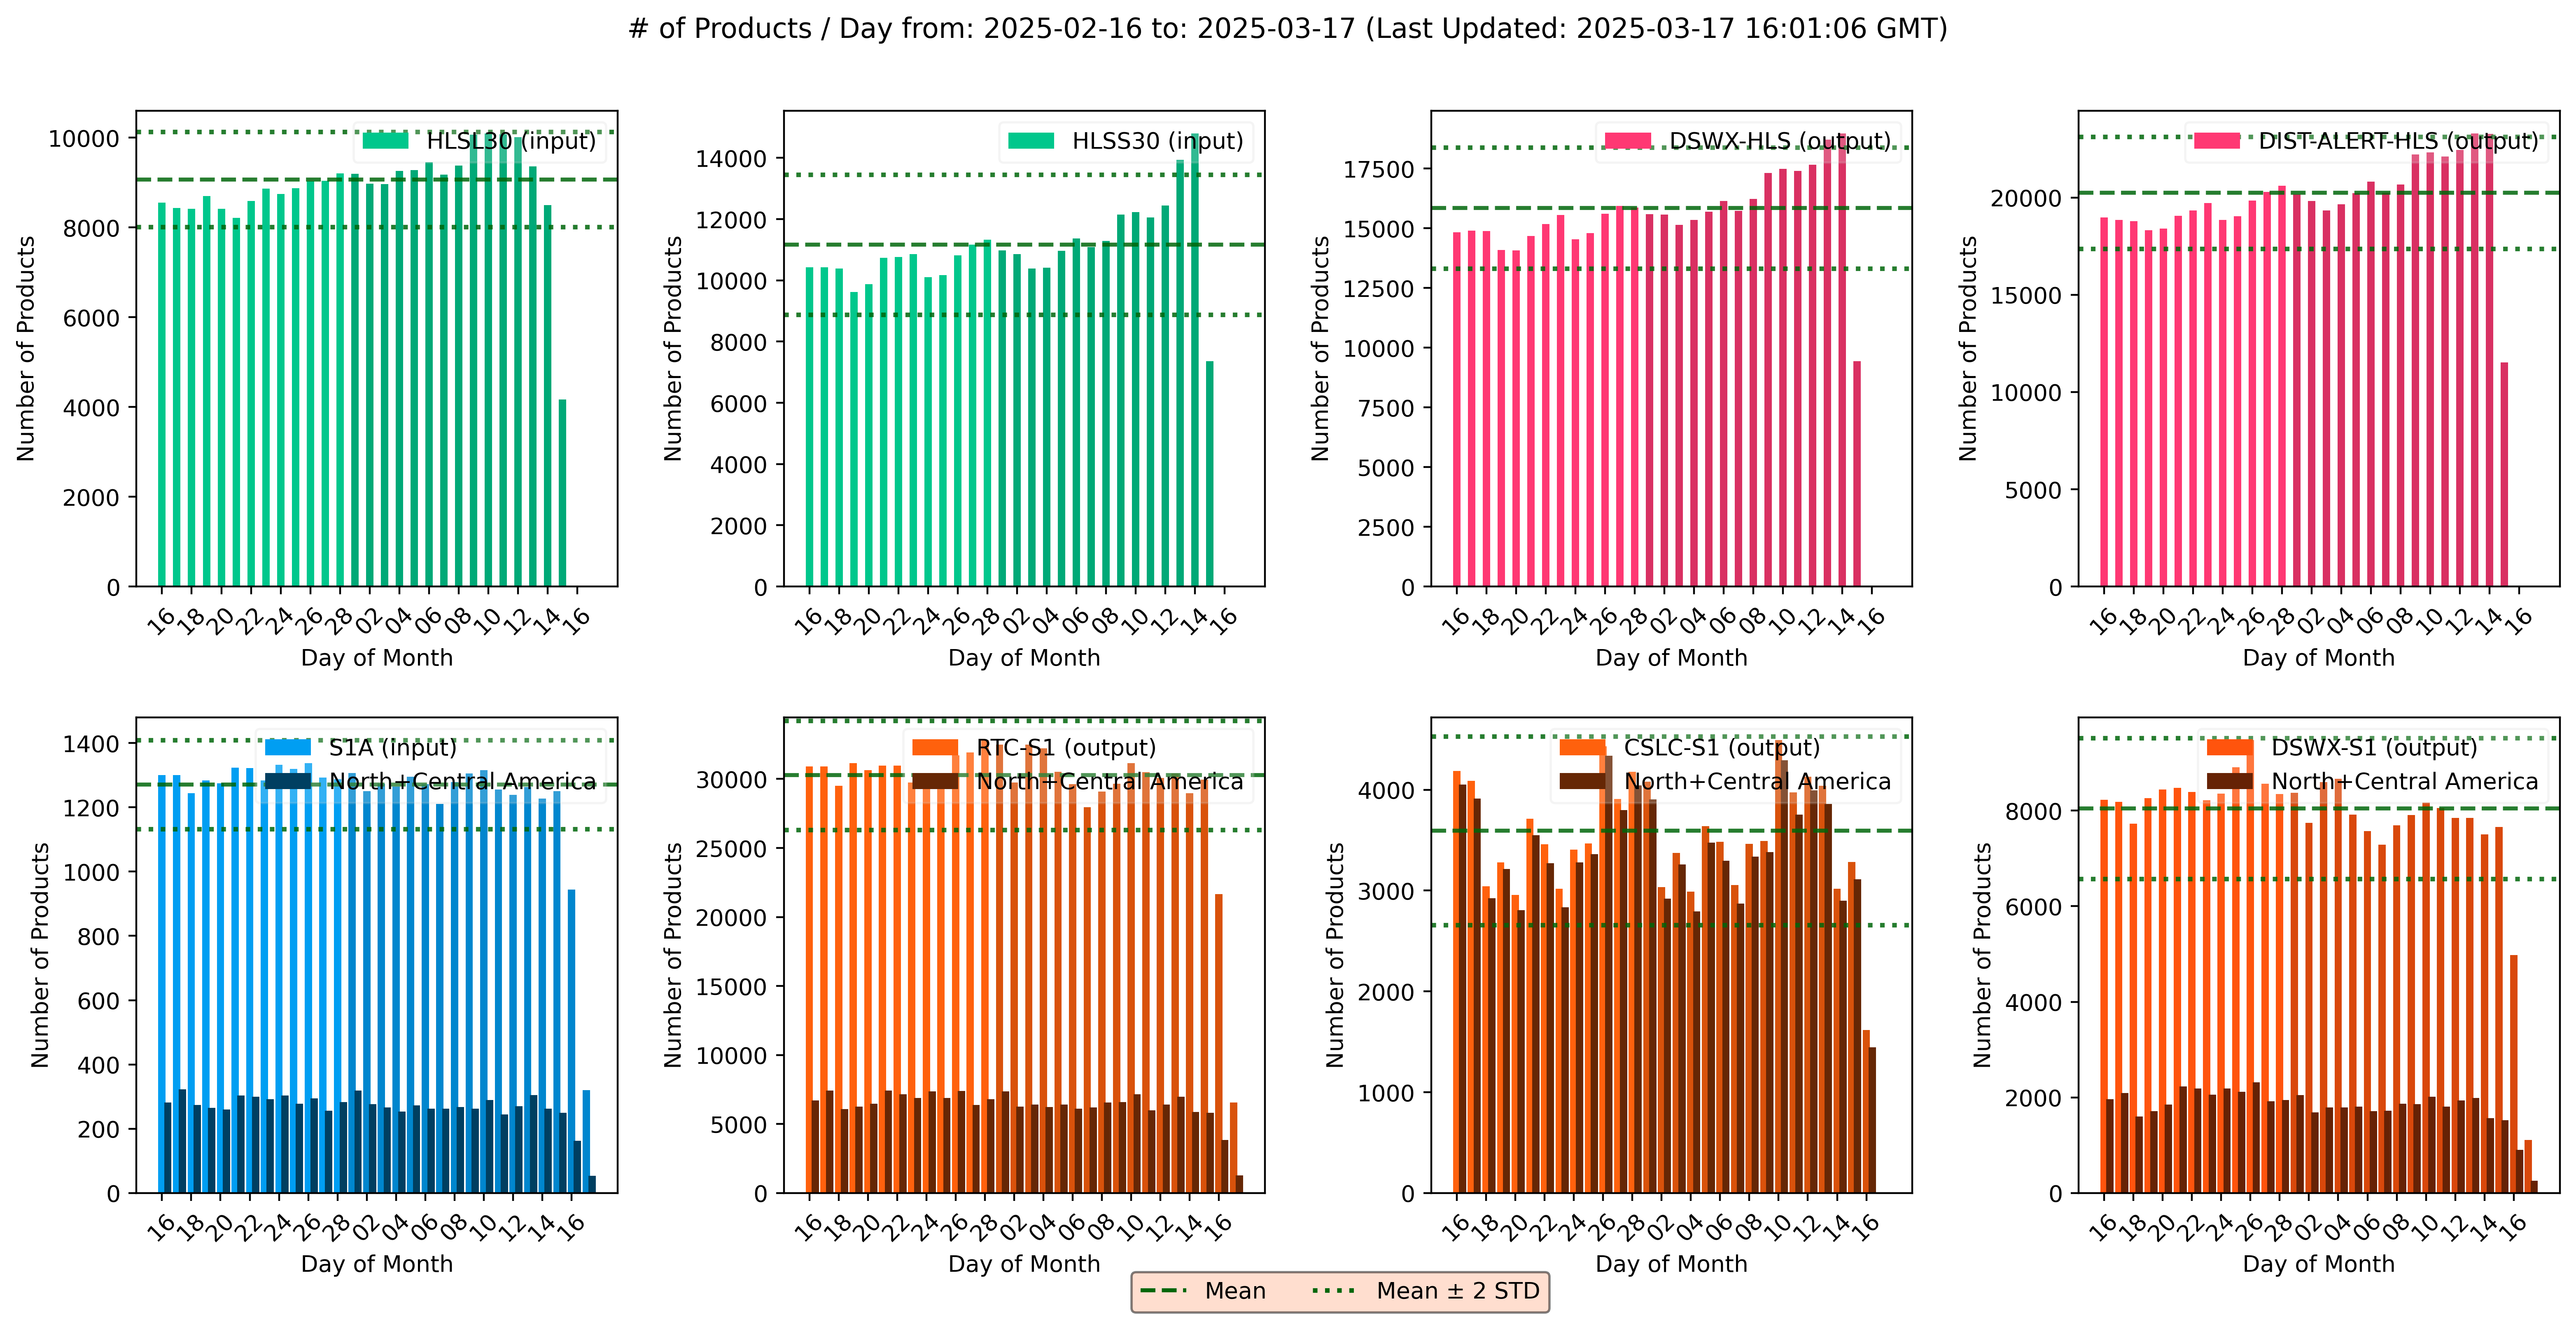 # of Products / Day from: 2025-02-16 to: 2025-03-17 (Last Updated: 2025-03-17 16:01:06 GMT)
HLSL30 (input)
Number of Products
10000
8000
6000
4000
2000
0
16 18 20 22 24 26 28 02 04 06 08 10 12 14 16
Day of Month
HLSS30 (input)
Number of Products
14000
12000
10000
8000
6000
4000
2000
0
16 18 20 22 24 26 28 02 04 06 08 10 12 14 16
Day of Month
DSWX-HLS (output)
Number of Products
17500
15000
12500
10000
7500
5000
2500
0
16 18 20 22 24 26 28 02 04 06 08 10 12 14 16
Day of Month
DIST-ALERT-HLS (output)
Number of Products
20000
15000
10000
5000
0
16 18 20 22 24 26 28 02 04 06 08 10 12 14 16
Day of Month
S1A (input)
North+Central America
Number of Products
1400
1200
1000
800
600
400
200
0
16 18 20 22 24 26 28 02 04 06 08 10 12 14 16
Day of Month
RTC-S1 (output)
North+Central America
Number of Products
30000
25000
20000
15000
10000
5000
0
16 18 20 22 24 26 28 02 04 06 08 10 12 14 16
Day of Month
CSLC-S1 (output)
North+Central America
Number of Products
4000
3000
2000
1000
0
16 18 20 22 24 26 28 02 04 06 08 10 12 14 16
Day of Month
DSWX-S1 (output)
North+Central America
Number of Products
8000
6000
4000
2000
0
16 18 20 22 24 26 28 02 04 06 08 10 12 14 16
Day of Month
Mean
Mean ± 2 STD